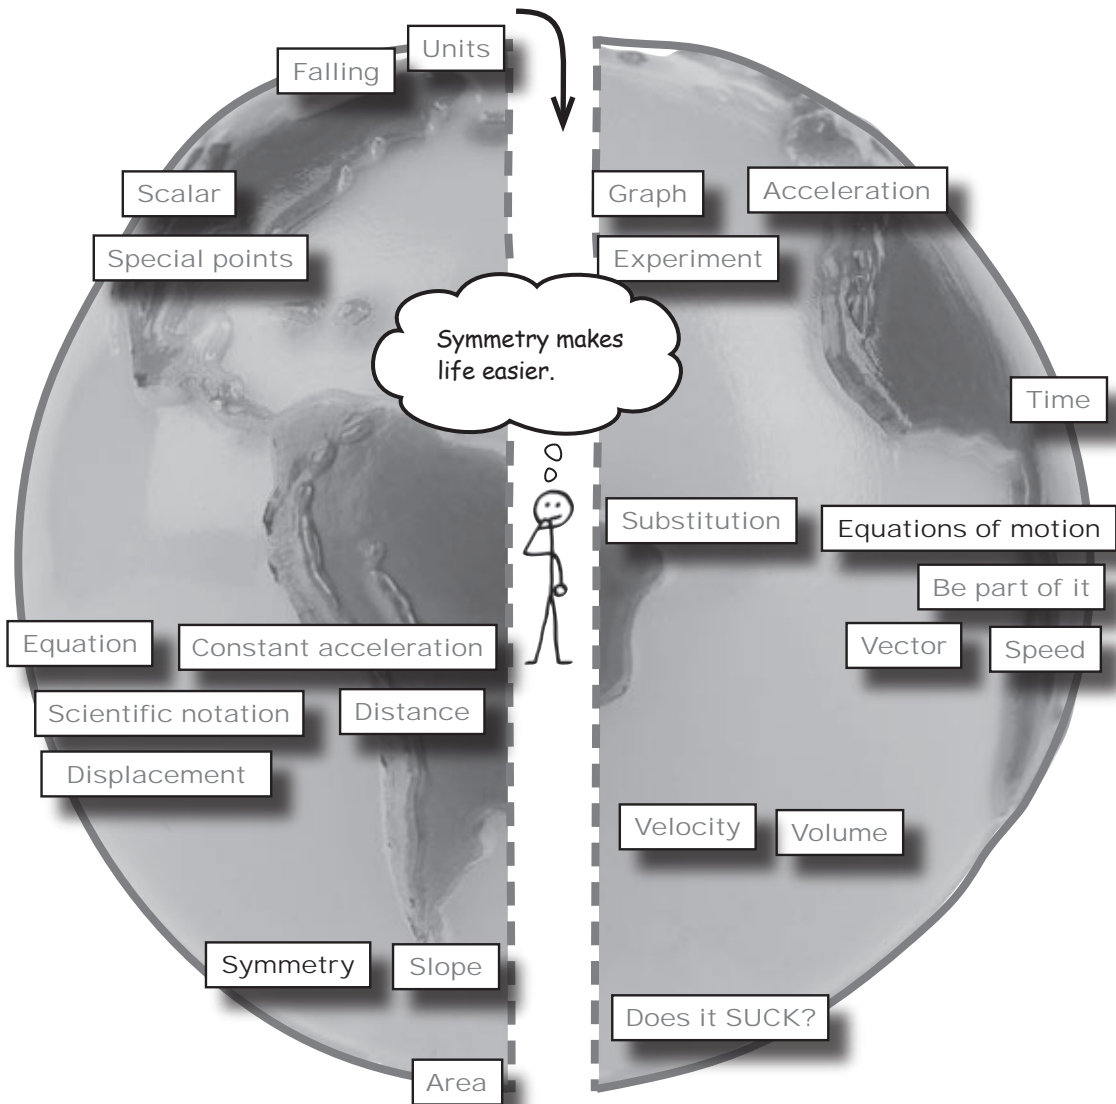 Units
Falling
Scalar
Special points
Graph
Acceleration
Experiment
Symmetry makes
life easier.
Time
Substitution
Equations of motion
Be part of it
Equation
Constant acceleration
Vector
Speed
Scientific notation
Distance
Displacement
Velocity
Volume
Symmetry
Slope
Does it SUCK?
Area